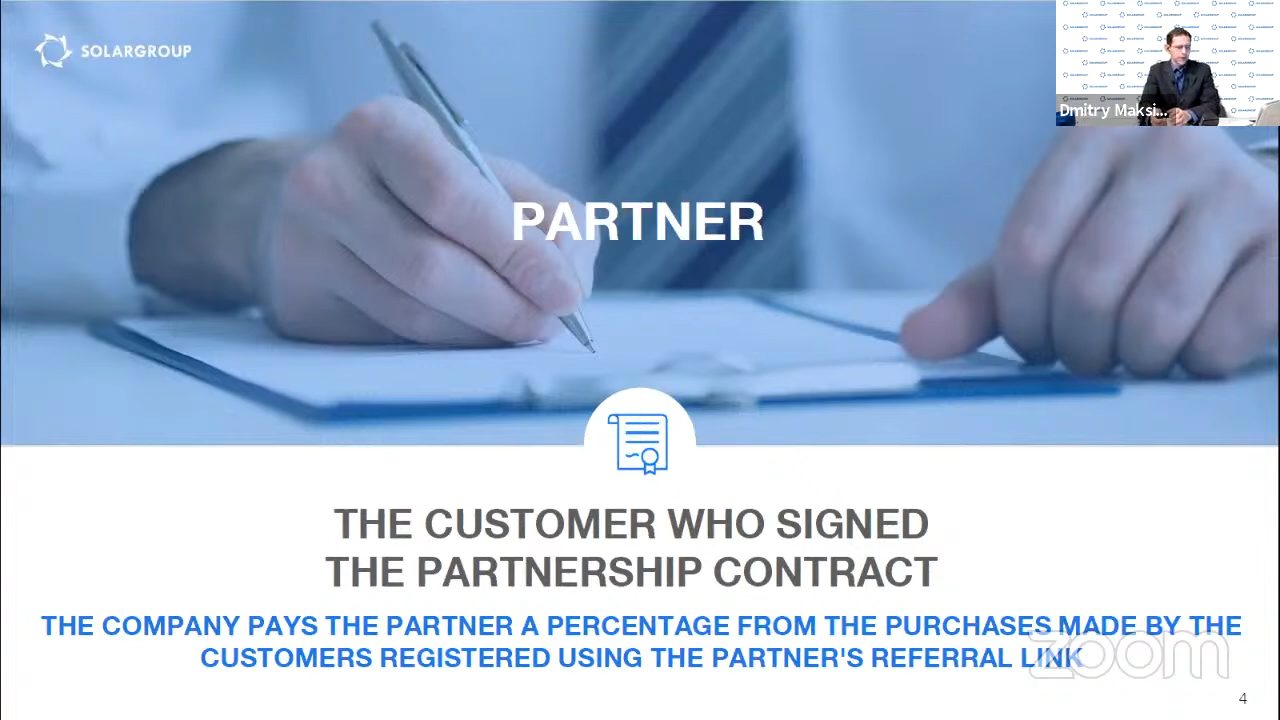 SOLARGROUP
Dmitry Maksi...
PARTNER
THE CUSTOMER WHO SIGNED
THE PARTNERSHIP CONTRACT
THE COMPANY PAYS THE PARTNER A PERCENTAGE FROM THE PURCHASES MADE BY THE
CUSTOMERS REGISTERED USING THE PARTNER'S REFERRAL LINK
zoom
4